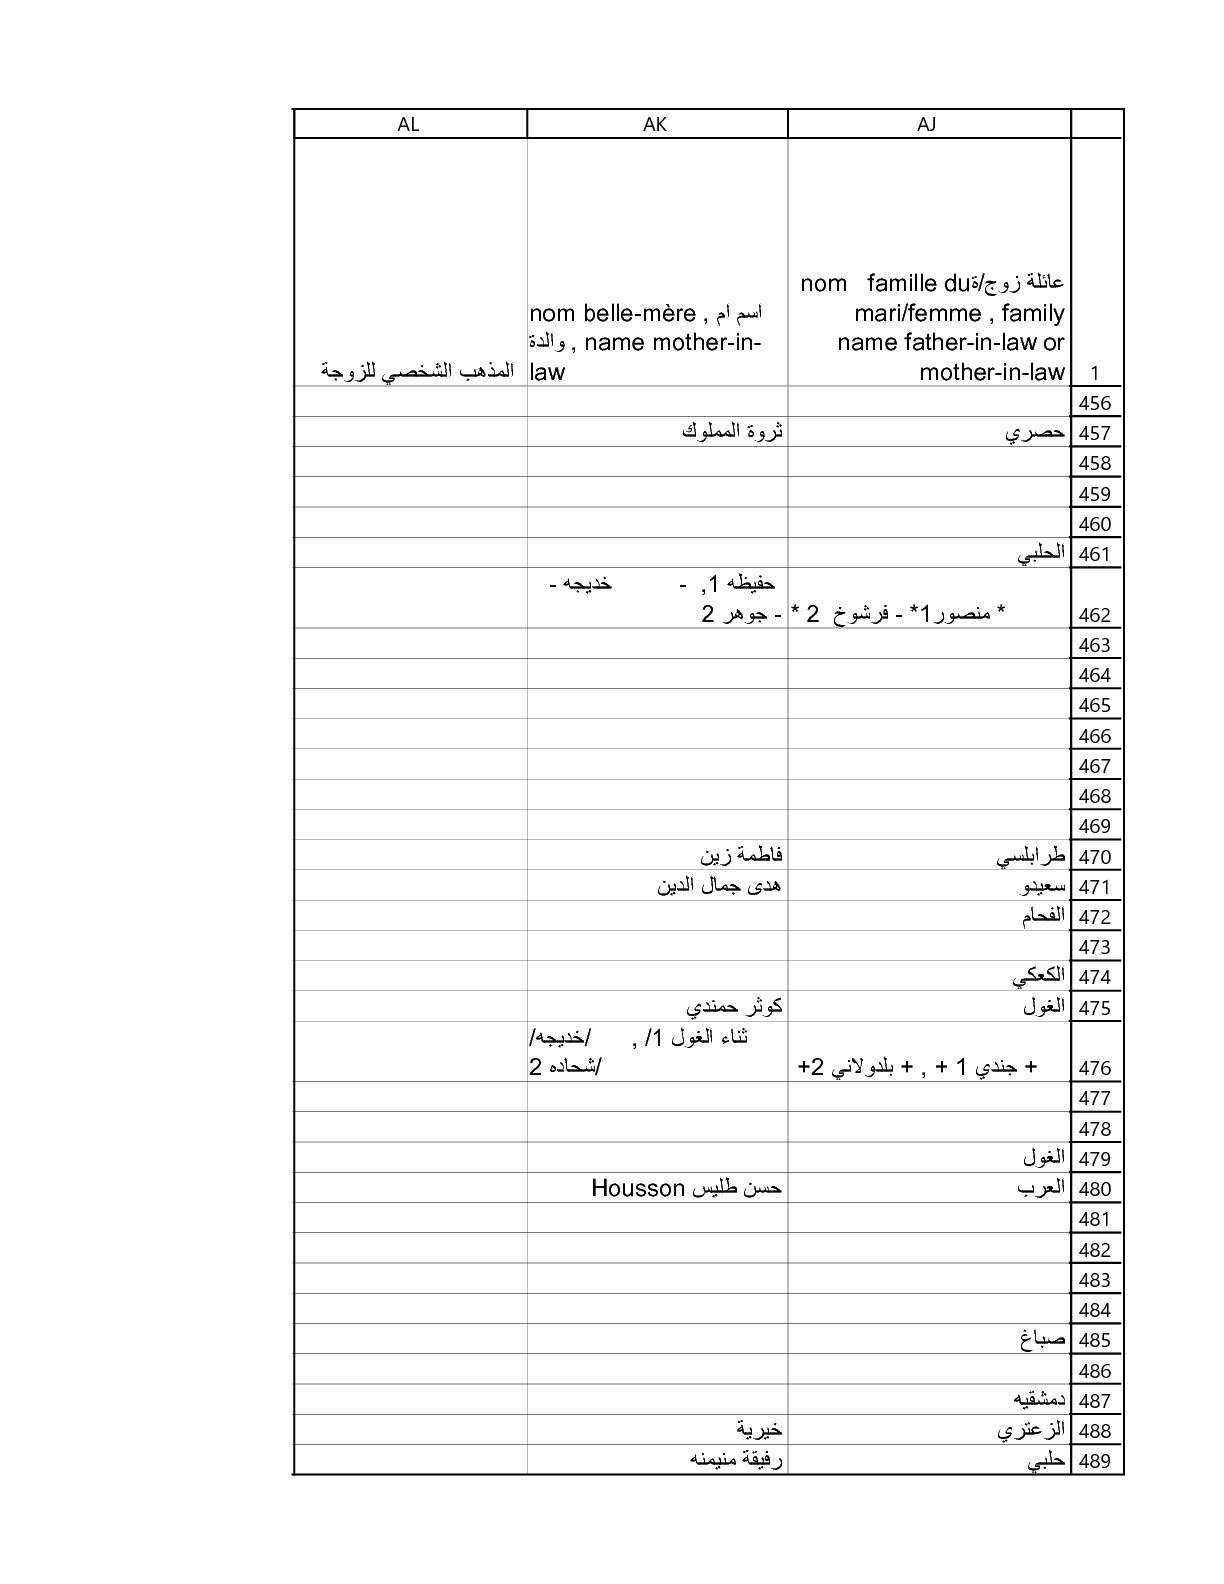 AJ AK AL
عائلة زوج/ة nom famille du
mari/femme , family
name father-in-law or
mother-in-law
nom belle-mère , اسم ام
والدة , name mother-in-
law
المذهب الشخصي للزوجة
1
456
457 حصري ثروة المملوك
458
459
460
461 الحلبي
462 * منصور1* - فرشوخ 2 * حفيظه 1, - خديجه -
- جوهر 2
463
464
465
466
467
468
469
470 طرابلسي فاطمة زين
471 سعيدو هدى جمال الدين
472 الفحام
473
474 الكعكي
475 الغول كوثر حمندي
476 + جندي 1 + , + بلدولاني 2+ ثناء الغول 1/ , /خديجه/
/شحاده 2
477
478
479 الغول
480 العرب حسن طليس Housson
481
482
483
484
485 صباغ
486
487 دمشقيه
488 الزعتري خيرية
489 حلبي رفيقة منيمنه